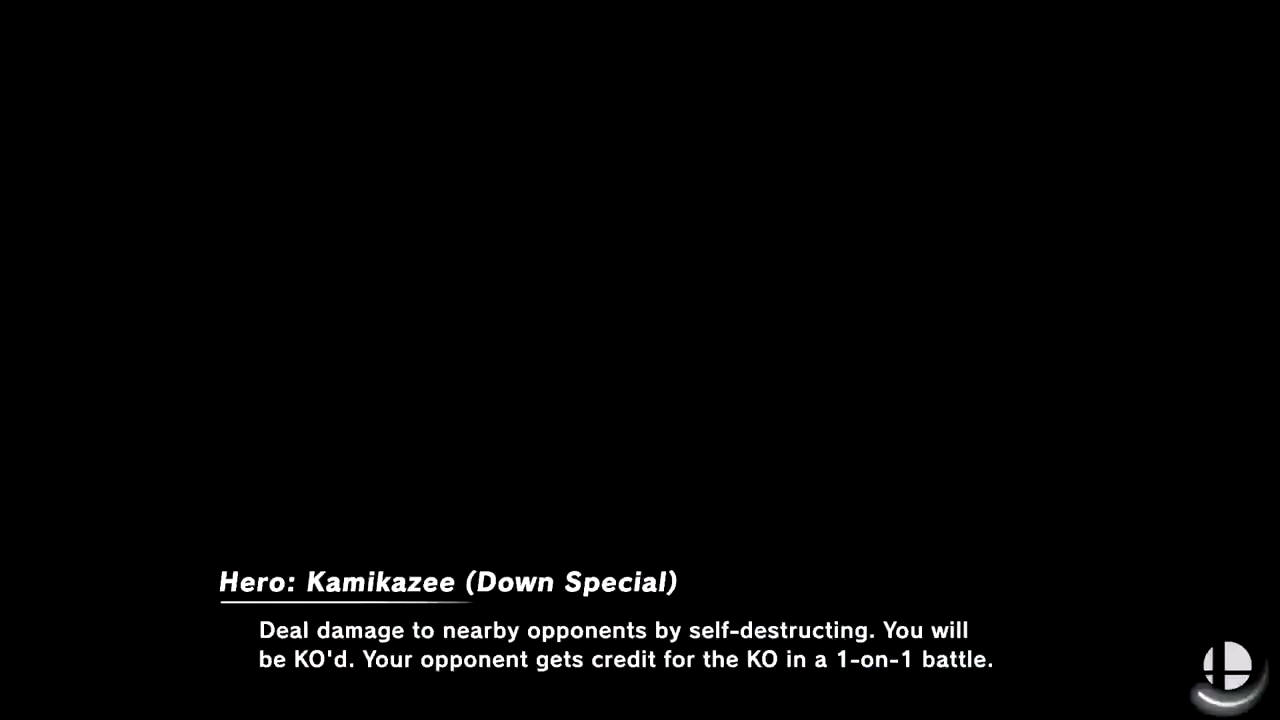 Hero: Kamikazee (Down Special)
Deal damage to nearby opponents by self-destructing. You will
be KO'd. Your opponent gets credit for the KO in a 1-on-1 battle.